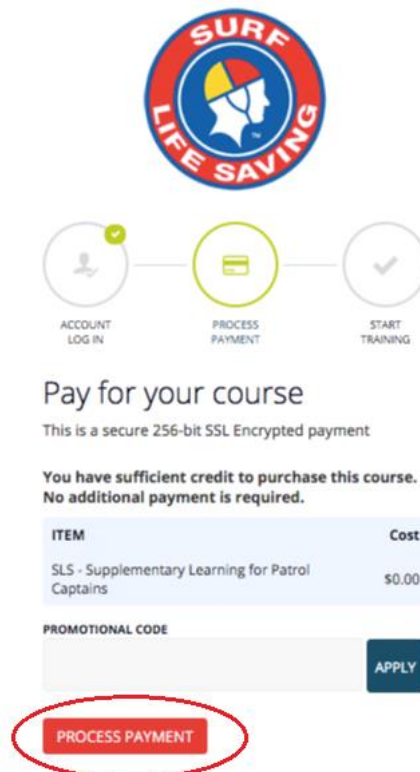 SURF
LIFE SAVING
TM
ACCOUNT
LOG IN
PROCESS
PAYMENT
START
TRAINING
Pay for your course
This is a secure 256-bit SSL Encrypted payment
You have sufficient credit to purchase this course.
No additional payment is required.
ITEM Cost
SLS - Supplementary Learning for Patrol
Captains $0.00
PROMOTIONAL CODE
APPLY
PROCESS PAYMENT